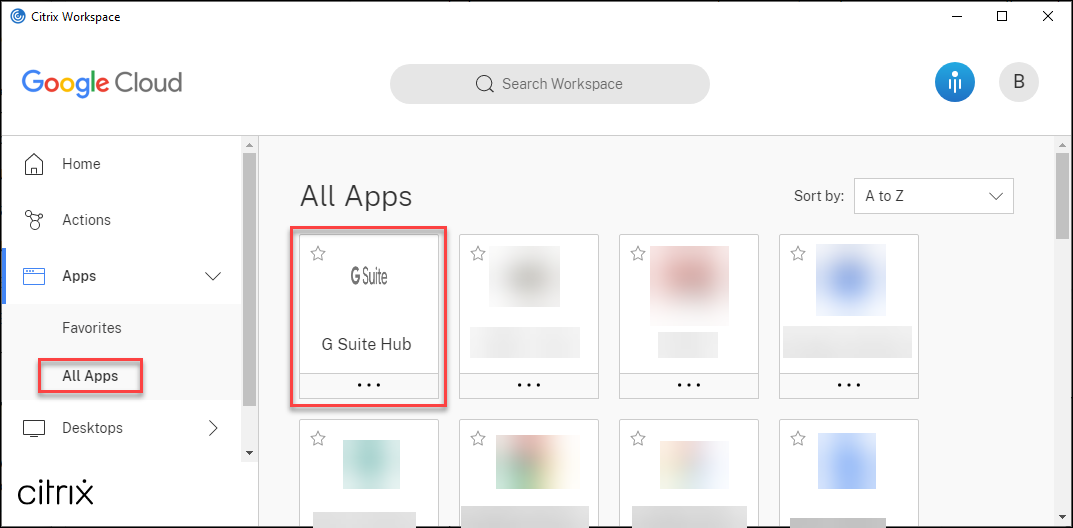 Citrix Workspace
Google Cloud
Search Workspace
B
Home
Actions
Apps
Favorites
All Apps
Desktops
citrix
All Apps
Sort by:
A to Z
G Suite
G Suite Hub